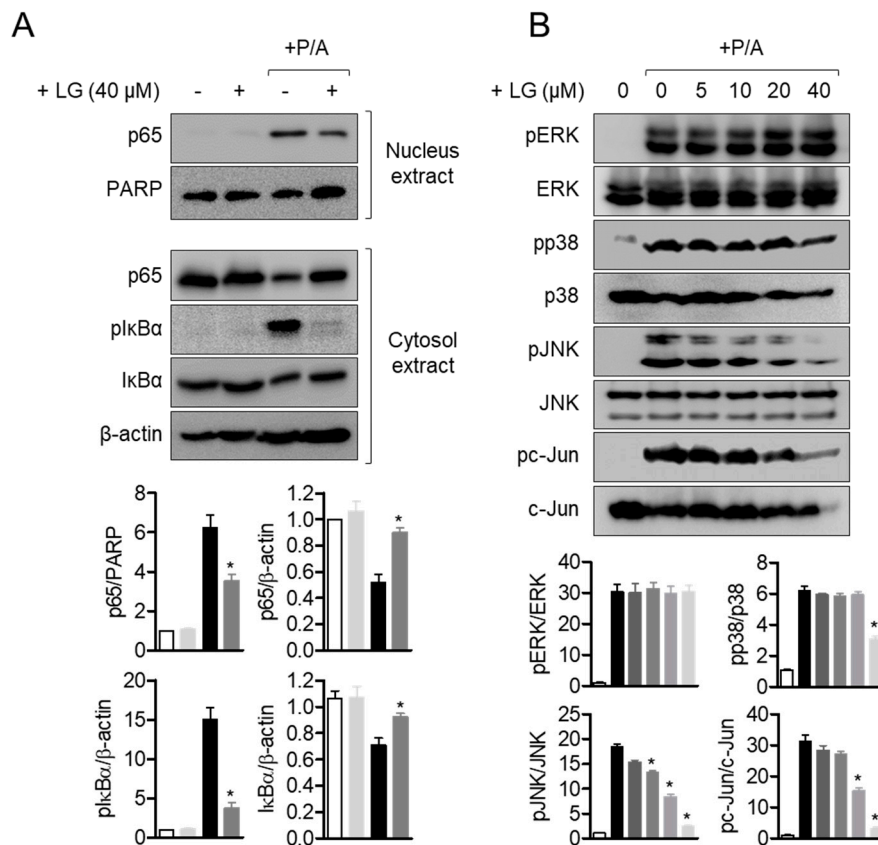 A
+P/A
+ LG (40 μM) - + - +
p65
PARP
Nucleus
extract
p65
pIκBα
IκBα
β-actin
Cytosol
extract
p65/PARP
8
6
4
2
0
*
p65/β-actin
1.2
1.0
0.8
0.6
0.4
0.2
0.0
*
pIκBα/β-actin
20
15
10
5
0
*
IκBα/β-actin
1.2
1.0
0.8
0.6
0.4
0.2
0.0
*
B
+P/A
+ LG (μM) 0 0 5 10 20 40
pERK
ERK
pp38
p38
pJNK
JNK
pc-Jun
c-Jun
pERK/ERK
40
30
20
10
0
pp38/p38
8
6
4
2
0
*
pJNK/JNK
25
20
15
10
5
0
* * *
pc-Jun/c-Jun
40
30
20
10
0
* *